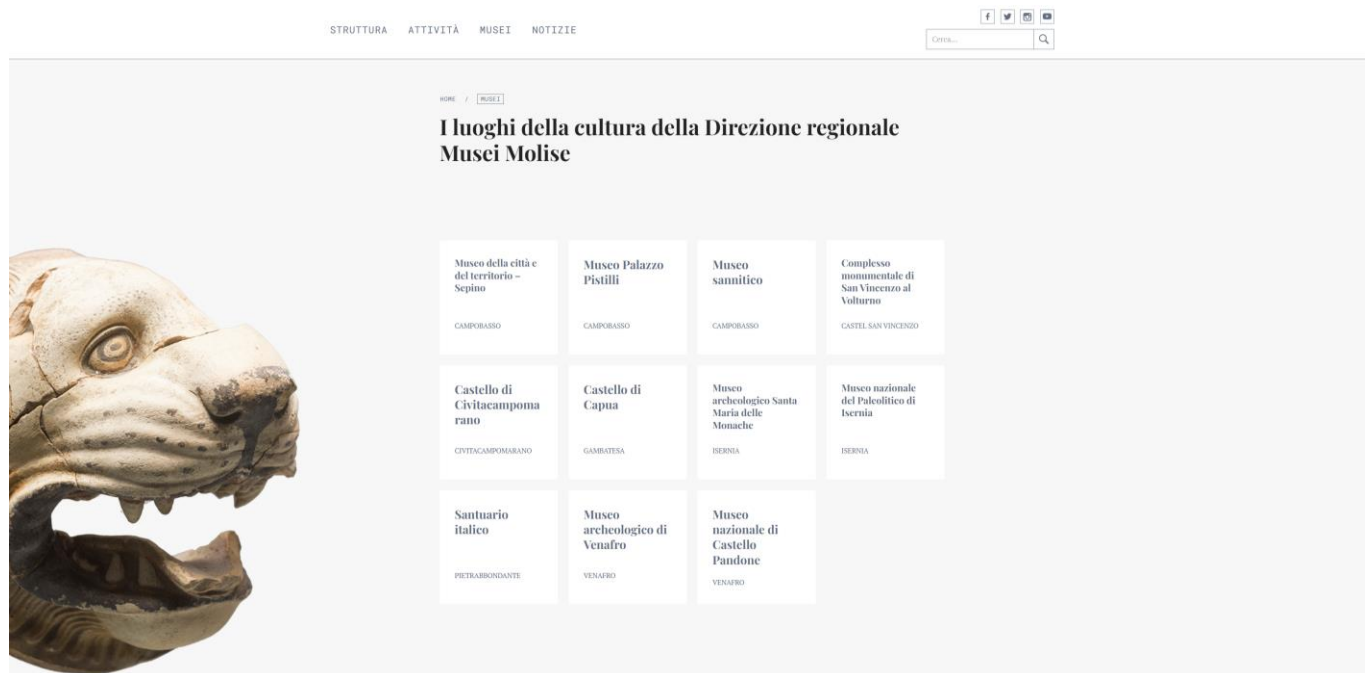 STRUTTURA ATTIVITÀ MUSEI NOTIZIE
Cerca...
HOME / MUSEI
I luoghi della cultura della Direzione regionale
Musei Molise
Museo della città e
del territorio –
Sepino
CAMPOBASSO
Museo Palazzo
Pistilli
CAMPOBASSO
Museo
sannitico
CAMPOBASSO
Complesso
monumentale di
San Vincenzo al
Volturno
CASTEL SAN VINCENZO
Castello di
Civitacampoma
rano
CIVITACAMPOMARANO
Castello di
Capua
GAMBATESA
Museo
archeologico Santa
Maria delle
Monache
ISERNIA
Museo nazionale
del Paleolitico di
Isernia
ISERNIA
Santuario
italico
PIETRABBONDANTE
Museo
archeologico di
Venafro
VENAFRO
Museo
nazionale di
Castello
Pandone
VENAFRO